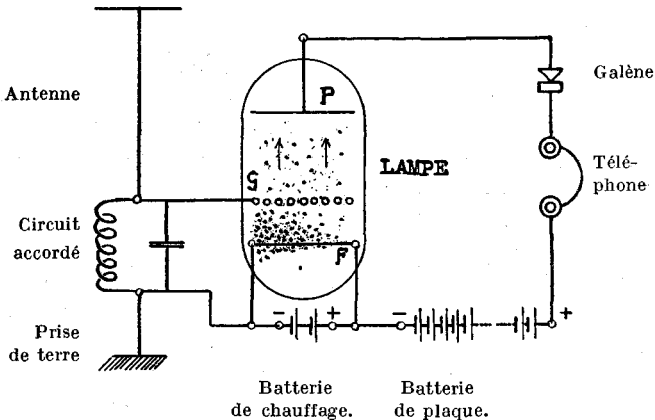 Antenne
P
Galène
LAMPE
Télé-
phone
G
Circuit
accordé
F
- +
- +
Prise
de terre
Batterie
de chauffage.
Batterie
de plaque.